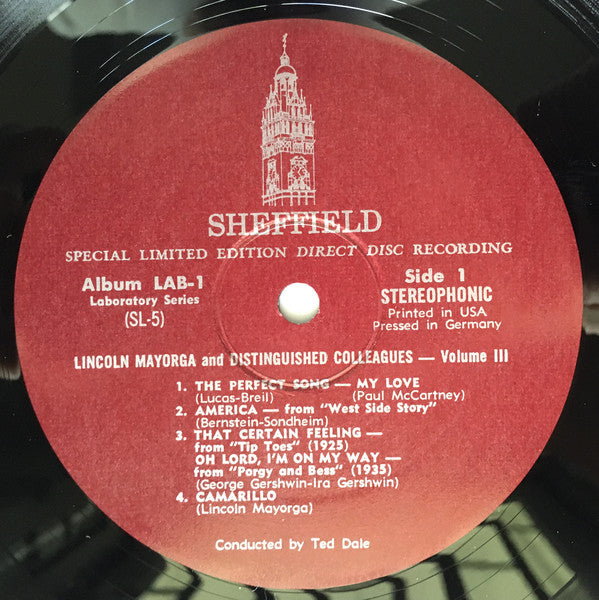 SHEFFIELD
SPECIAL LIMITED EDITION DIRECT DISC RECORDING
Album LAB-1
Laboratory Series
(SL-5)
Side 1
STEREOPHONIC
Printed in USA
Pressed in Germany
LINCOLN MAYORGA and DISTINGUISHED COLLEAGUES — Volume III
1. THE PERFECT SONG — MY LOVE
(Lucas-Breil) (Paul McCartney)
2. AMERICA — from "West Side Story"
(Bernstein-Sondheim)
3. THAT CERTAIN FEELING —
from "Tip Toes" (1925)
OH LORD, I'M ON MY WAY —
from "Porgy and Bess" (1935)
(George Gershwin-Ira Gershwin)
4. CAMARILLO
(Lincoln Mayorga)
Conducted by Ted Dale